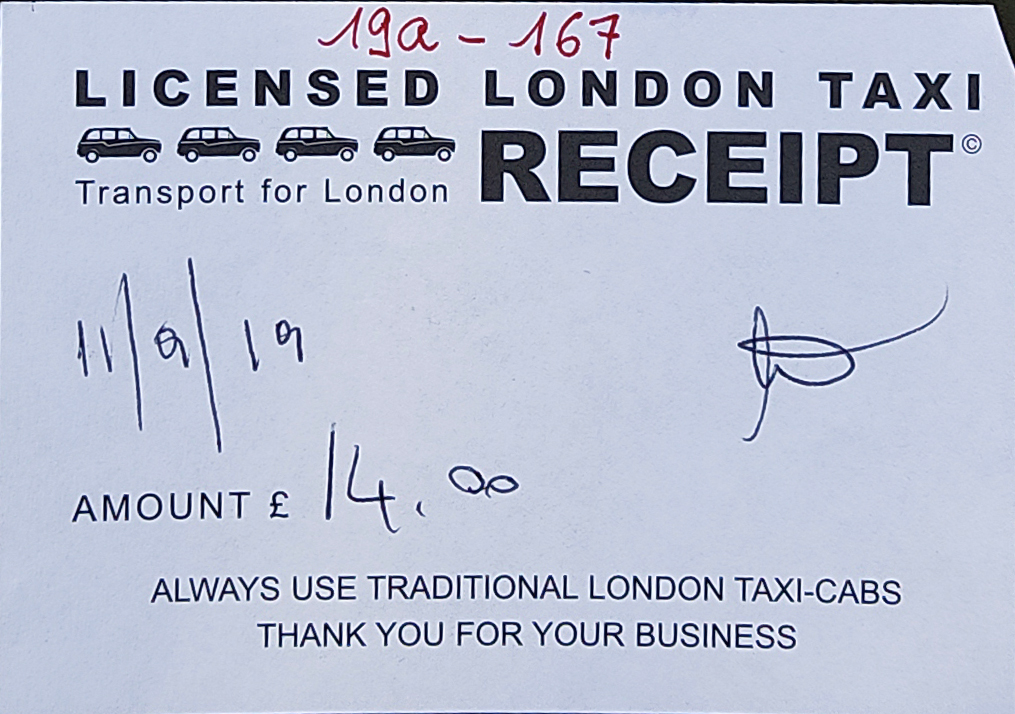 19a - 167
LICENSED LONDON TAXI
RECEIPT©
Transport for London
11/9/19
AMOUNT £ 14.00
ALWAYS USE TRADITIONAL LONDON TAXI-CABS
THANK YOU FOR YOUR BUSINESS